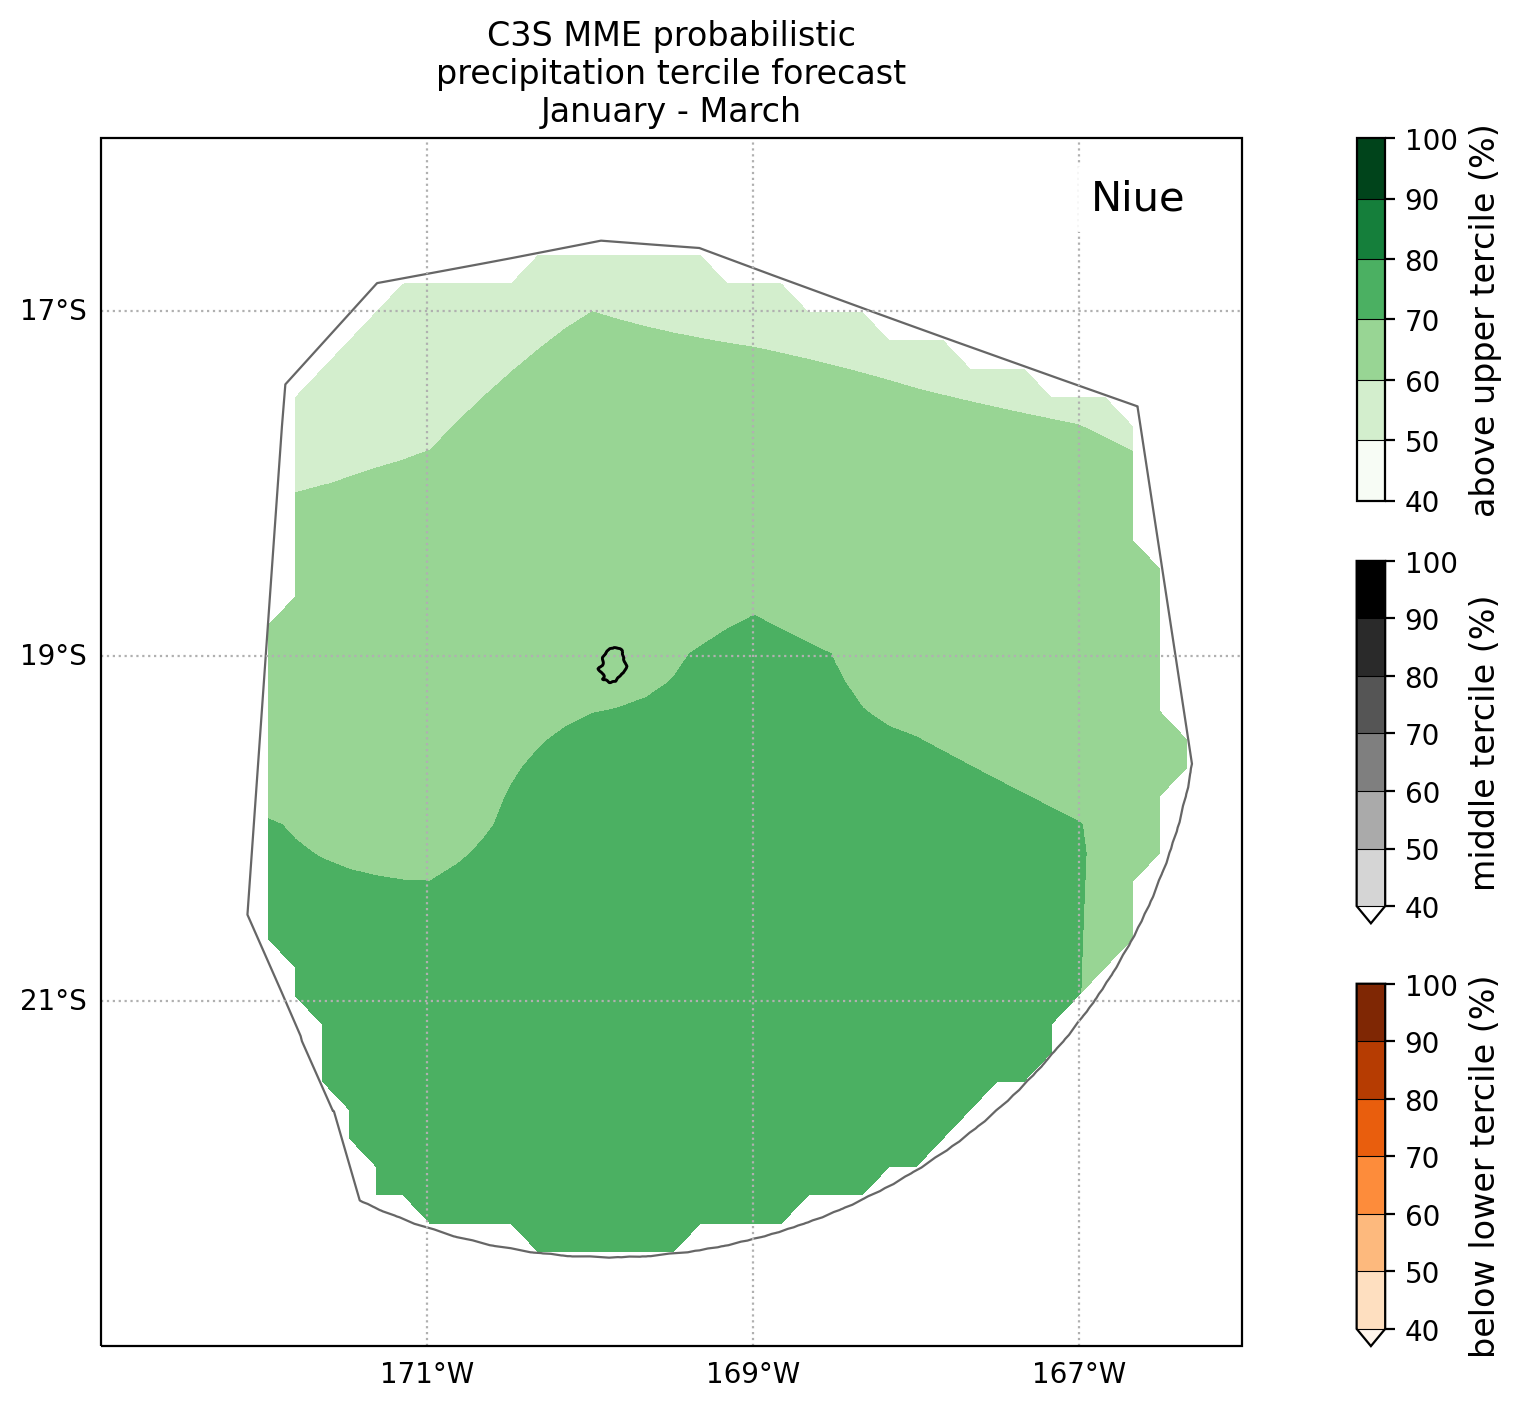 C3S MME probabilistic
precipitation tercile forecast
January - March
Niue
17°S
19°S
21°S
171°W
169°W
167°W
100
90
80
70
60
50
40
above upper tercile (%)
100
90
80
70
60
50
40
middle tercile (%)
100
90
80
70
60
50
40
below lower tercile (%)